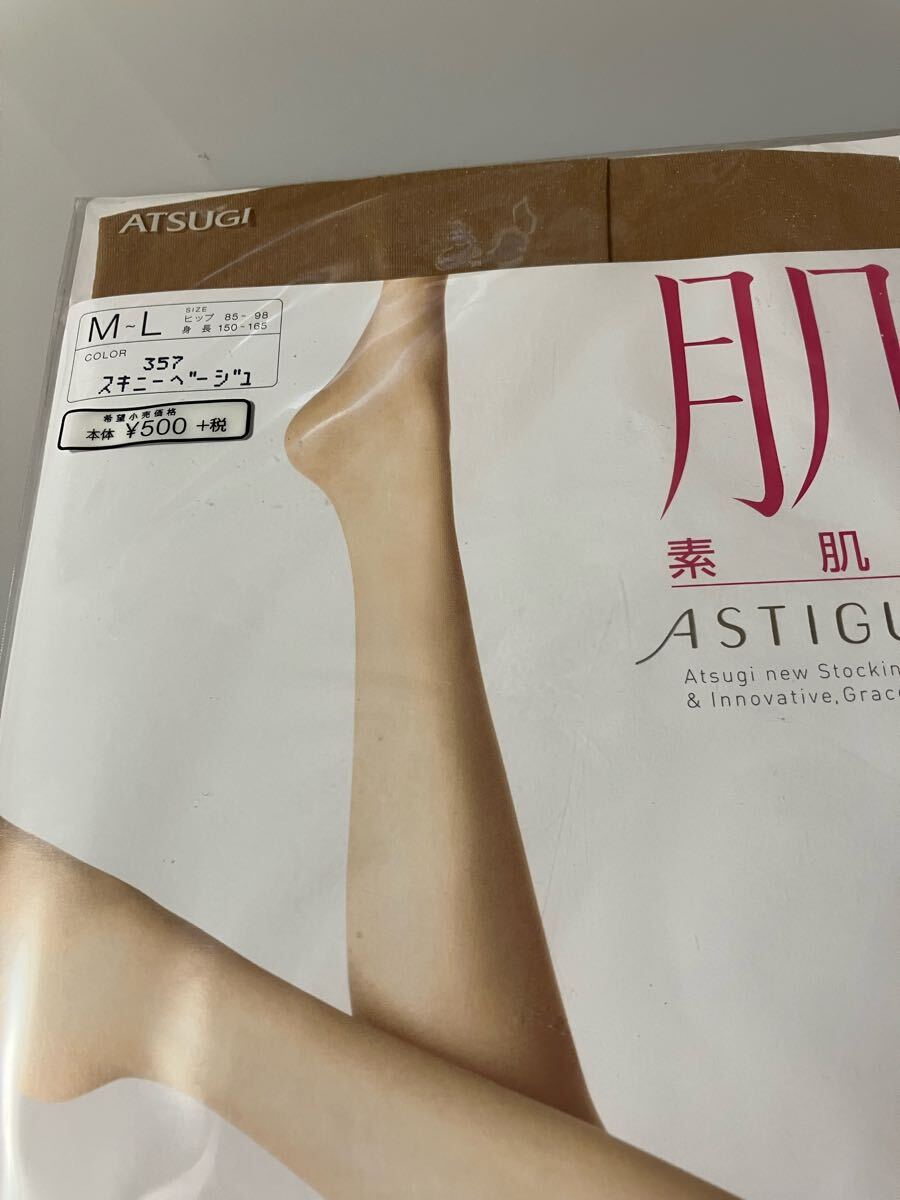 ATSUGI
M~L
SIZE
ヒップ 85~98
身長 150~165
COLOR
357
スキニーベージュ
希望小売価格
本体 ¥500 +税
肌
素肌
ASTIGU
Atsugi new Stockin
& Innovative, Grac